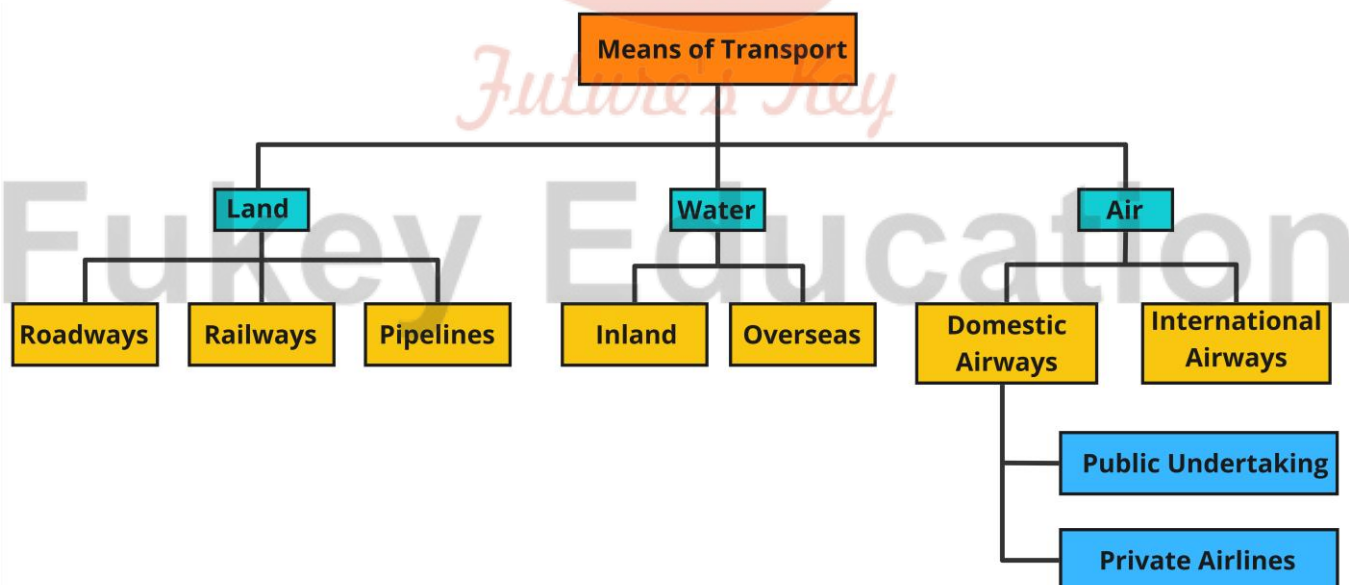 Means of Transport
Future's Key
Fukey Education
Land
Water
Air
Roadways
Railways
Pipelines
Inland
Overseas
Domestic
Airways
International
Airways
Public Undertaking
Private Airlines